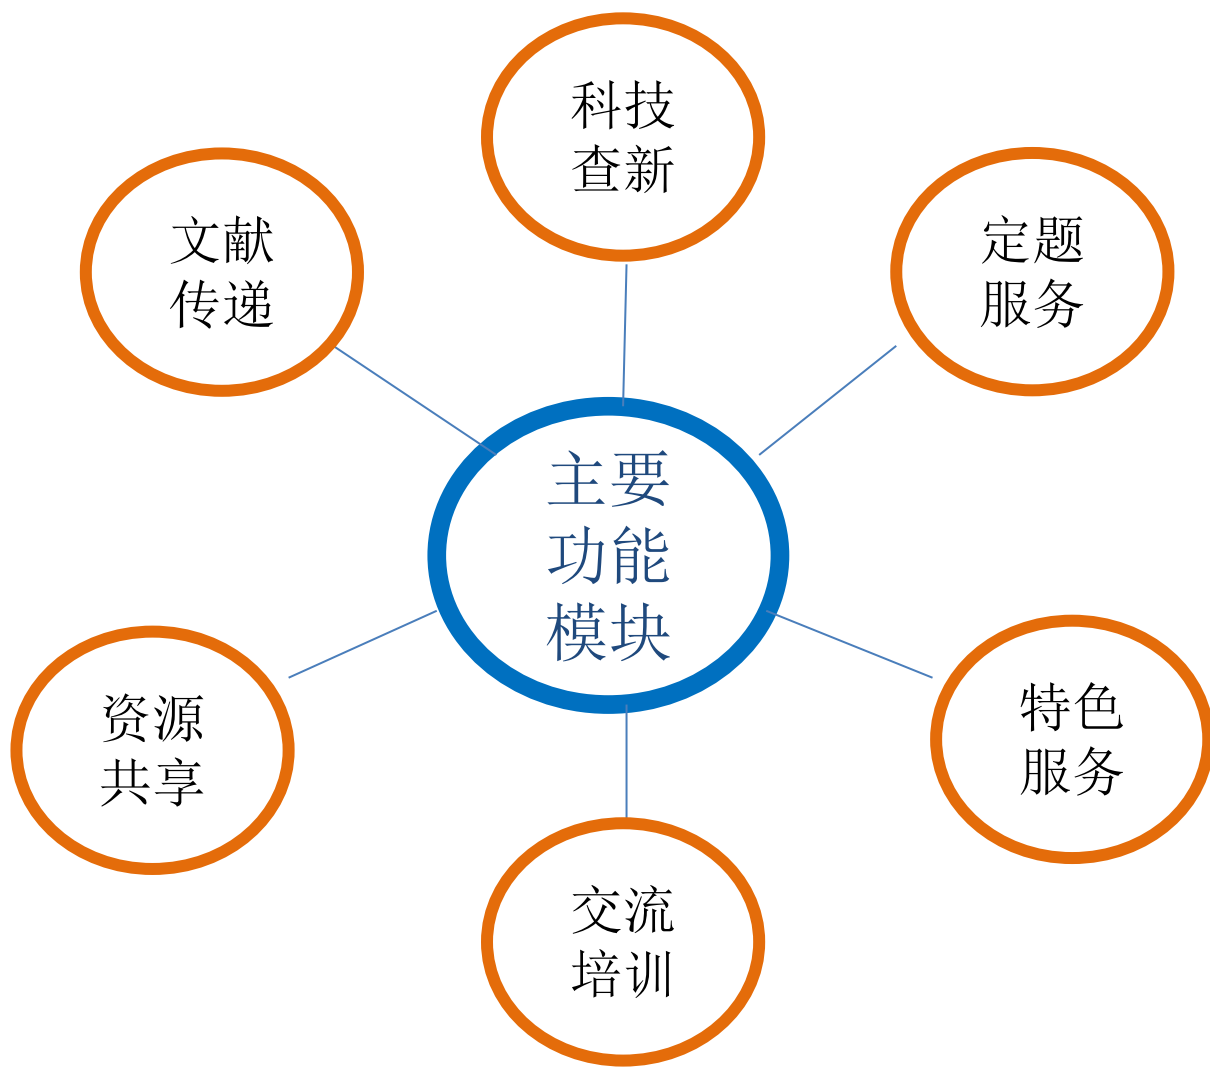 科技
查新
文献
传递
定题
服务
主要
功能
模块
资源
共享
特色
服务
交流
培训